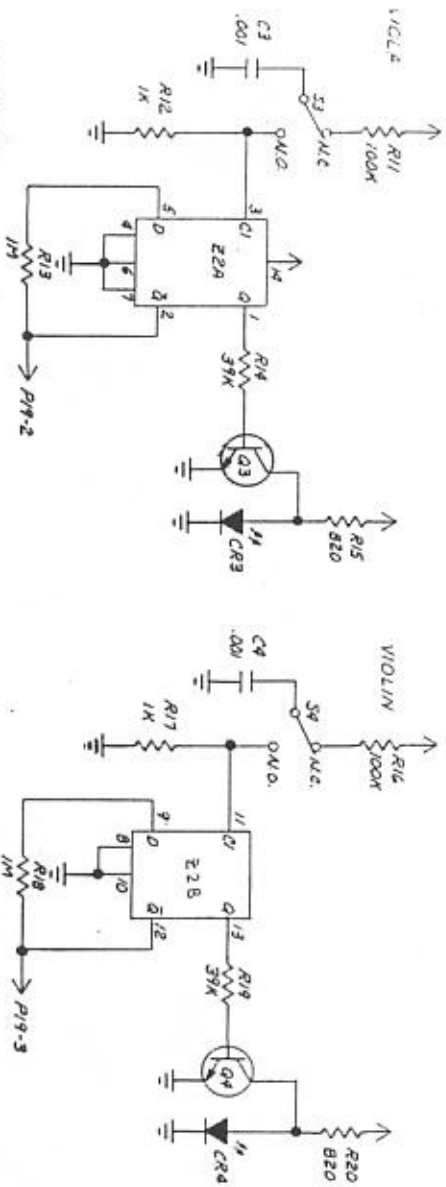 VIOLA
R11
100K
S3
N.C
N.O.
C3
.001
R12
1K
3
C1
14
Z2A
Q
1
R14
39K
Q3
R15
820
CR3
5
D
4
6
7
Q̅
2
R13
1M
P19-2
VIOLIN
R16
100K
S4
N.C.
N.O.
C4
.001
R17
1K
11
C1
Z2B
Q
13
R19
39K
Q4
R20
820
CR4
9
D
8
10
Q̅
12
R18
1M
P19-3